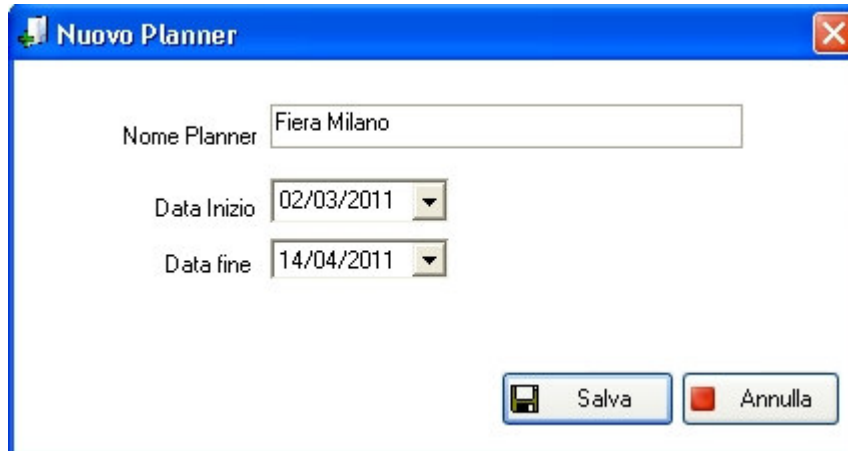 Nuovo Planner
Nome Planner Fiera Milano
Data Inizio 02/03/2011
Data fine 14/04/2011
Salva Annulla